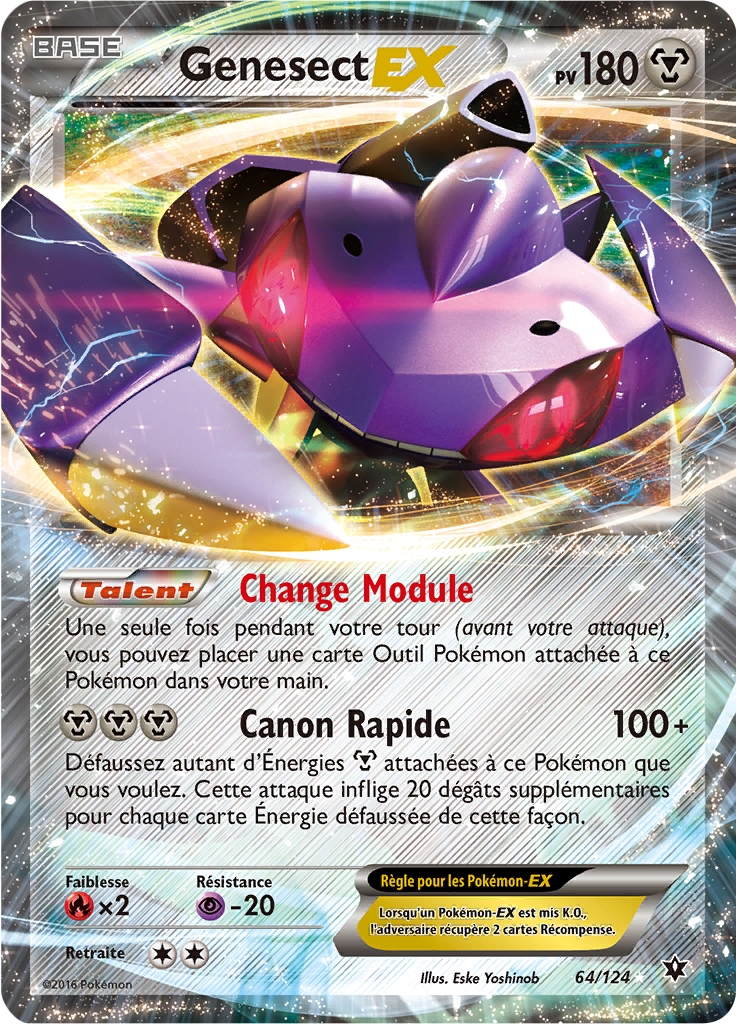 BASE
Genesect EX
PV 180
Talent Change Module
Une seule fois pendant votre tour (avant votre attaque),
vous pouvez placer une carte Outil Pokémon attachée à ce
Pokémon dans votre main.
Canon Rapide 100+
Défaussez autant d'Énergies attachées à ce Pokémon que
vous voulez. Cette attaque inflige 20 dégâts supplémentaires
pour chaque carte Énergie défaussée de cette façon.
Faiblesse
×2
Résistance
-20
Retraite
Règle pour les Pokémon-EX
Lorsqu'un Pokémon-EX est mis K.O.,
l'adversaire récupère 2 cartes Récompense.
©2016 Pokémon
Illus. Eske Yoshinob
64/124